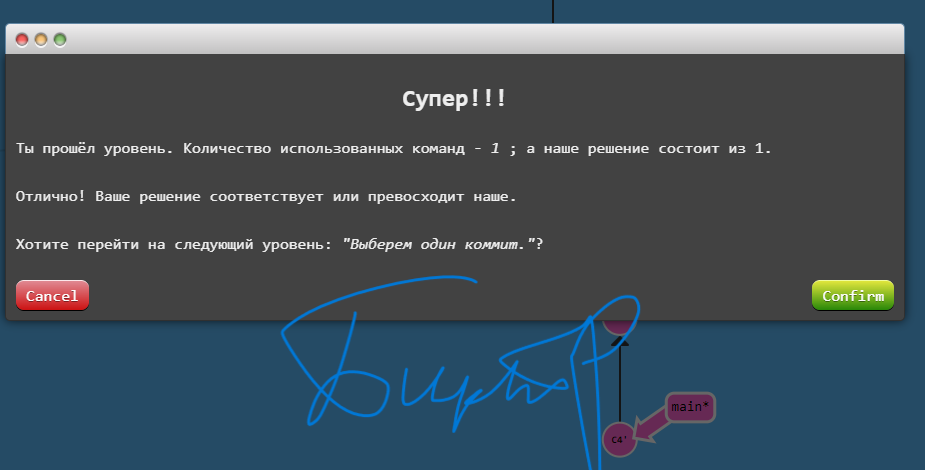 Супер!!!
Ты прошёл уровень. Количество использованных команд - 1 ; а наше решение состоит из 1.
Отлично! Ваше решение соответствует или превосходит наше.
Хотите перейти на следующий уровень: "Выберем один коммит."?
Cancel
Confirm
main*
C4'